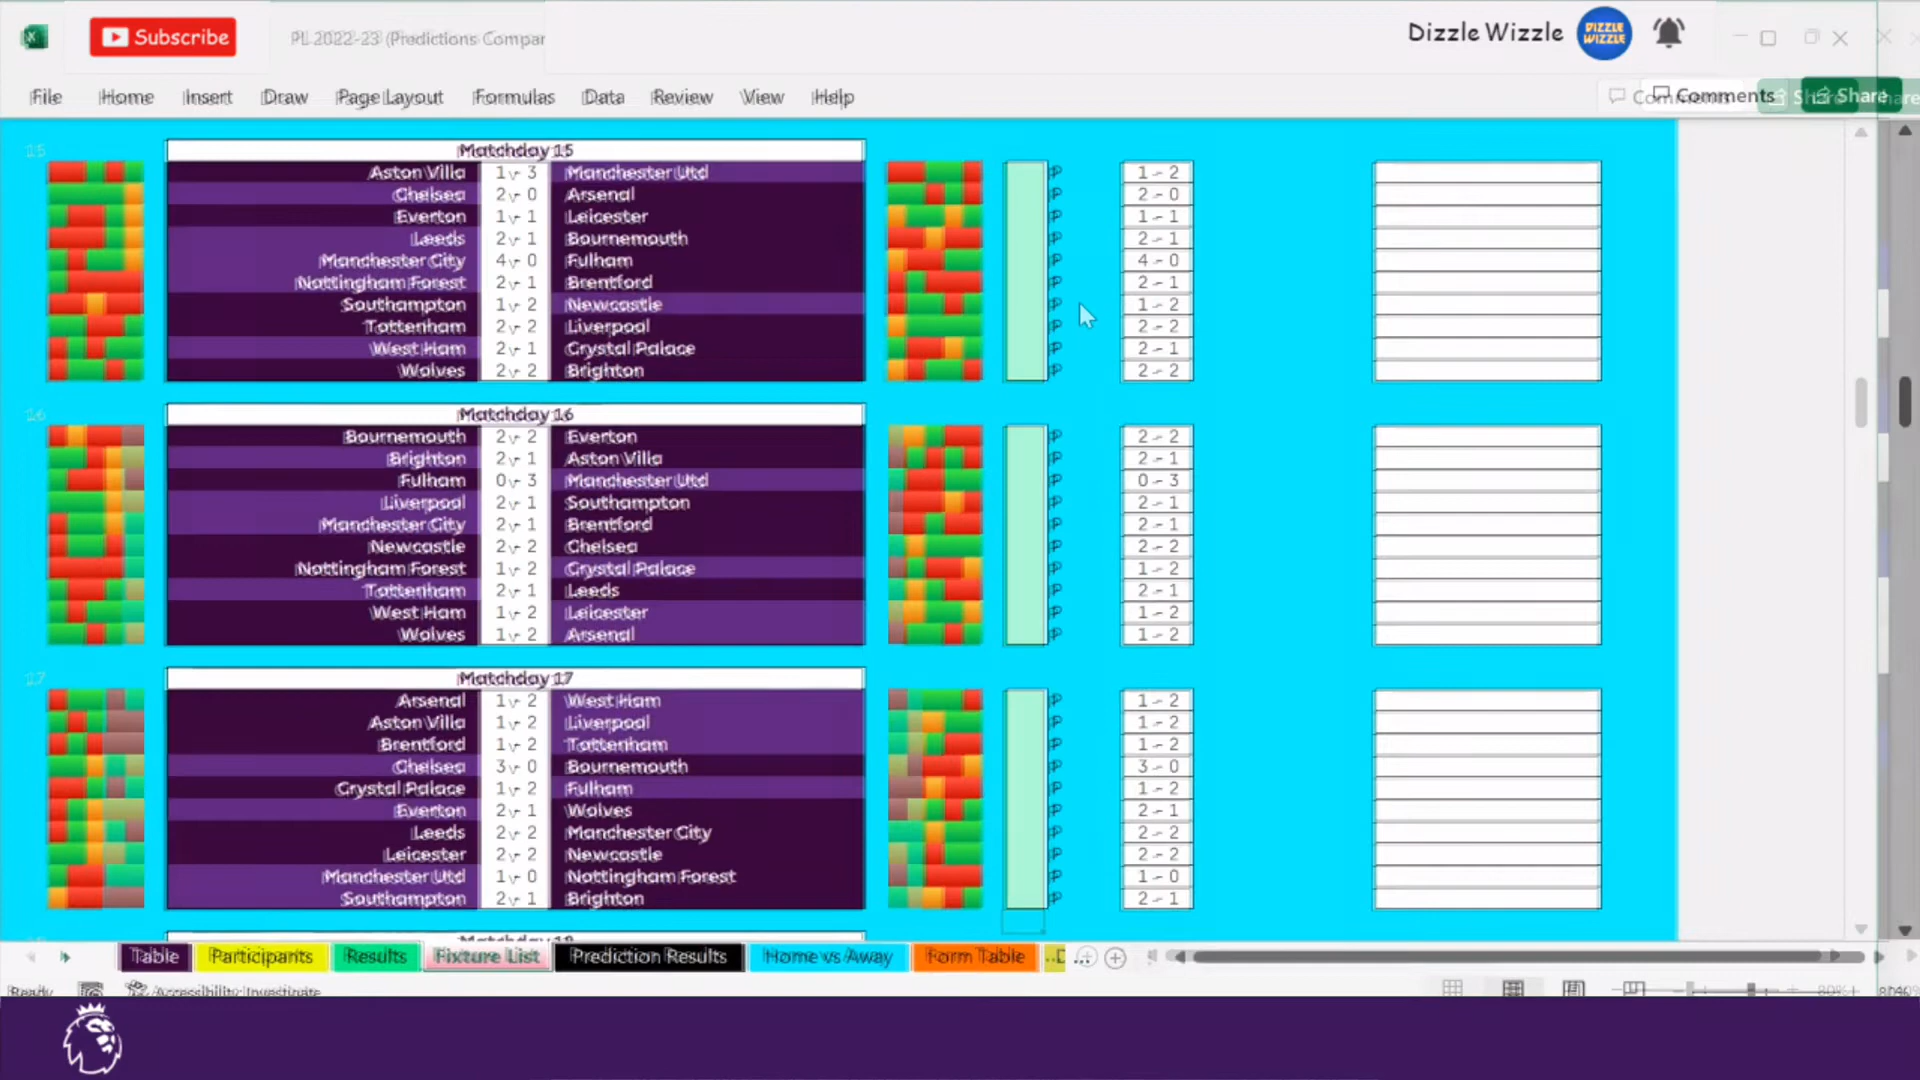 Subscribe
PL 2022-23 (Predictions Compar
Dizzle Wizzle
DIZZLE WIZZLE
File Home Insert Draw Page Layout Formulas Data Review View Help
Comments Share
15
Matchday 15
Aston Villa 1 - 3 Manchester Utd P 1 - 2
Chelsea 2 - 0 Arsenal P 2 - 0
Everton 1 - 1 Leicester P 1 - 1
Leeds 2 - 1 Bournemouth P 2 - 1
Manchester City 4 - 0 Fulham P 4 - 0
Nottingham Forest 2 - 1 Brentford P 2 - 1
Southampton 1 - 2 Newcastle P 1 - 2
Tottenham 2 - 2 Liverpool P 2 - 2
West Ham 2 - 1 Crystal Palace P 2 - 1
Wolves 2 - 2 Brighton P 2 - 2
16
Matchday 16
Bournemouth 2 - 2 Everton P 2 - 2
Brighton 2 - 1 Aston Villa P 2 - 1
Fulham 0 - 3 Manchester Utd P 0 - 3
Liverpool 2 - 1 Southampton P 2 - 1
Manchester City 2 - 1 Brentford P 2 - 1
Newcastle 2 - 2 Chelsea P 2 - 2
Nottingham Forest 1 - 2 Crystal Palace P 1 - 2
Tottenham 2 - 1 Leeds P 2 - 1
West Ham 1 - 2 Leicester P 1 - 2
Wolves 1 - 2 Arsenal P 1 - 2
17
Matchday 17
Arsenal 1 - 2 West Ham P 1 - 2
Aston Villa 1 - 2 Liverpool P 1 - 2
Brentford 1 - 2 Tottenham P 1 - 2
Chelsea 3 - 0 Bournemouth P 3 - 0
Crystal Palace 1 - 2 Fulham P 1 - 2
Everton 2 - 1 Wolves P 2 - 1
Leeds 2 - 2 Manchester City P 2 - 2
Leicester 2 - 2 Newcastle P 2 - 2
Manchester Utd 1 - 0 Nottingham Forest P 1 - 0
Southampton 2 - 1 Brighton P 2 - 1
Matchday 18
Table Participants Results Fixture List Prediction Results Home vs Away Form Table
Ready Accessibility: Investigate 80%